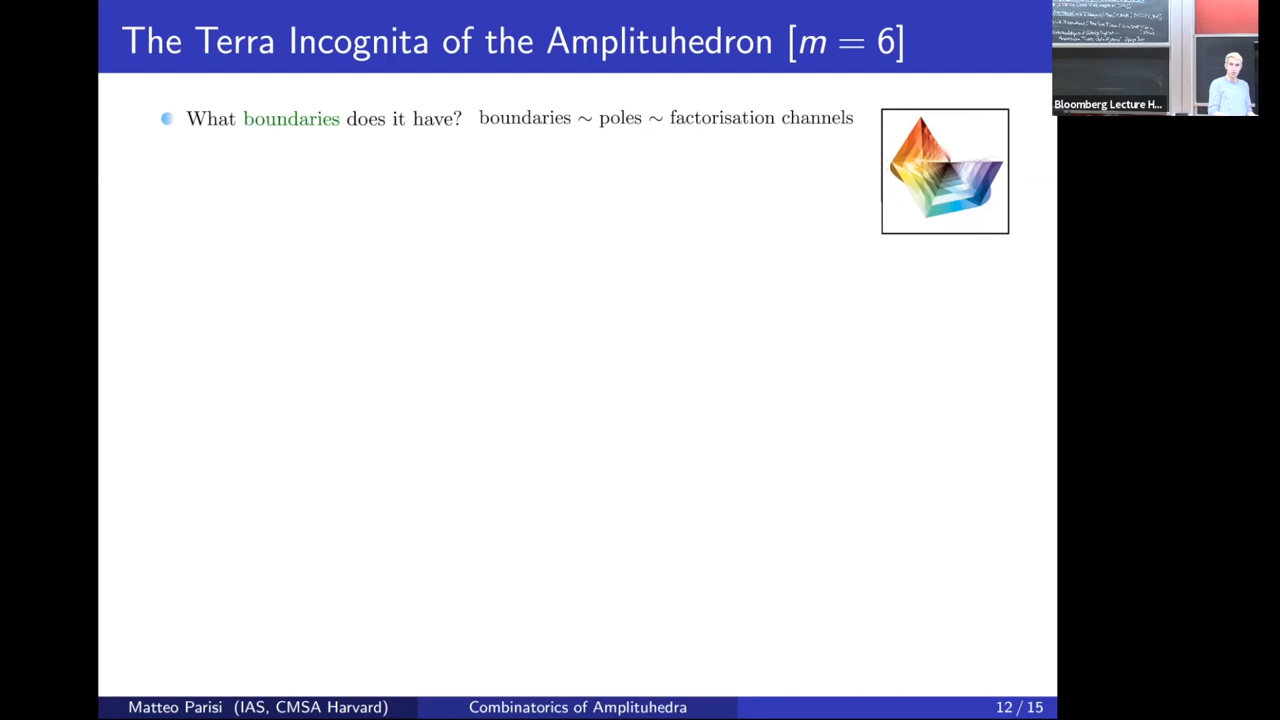 The Terra Incognita of the Amplituhedron [m = 6]
What boundaries does it have? boundaries ∼ poles ∼ factorisation channels
Bloomberg Lecture H...
Matteo Parisi (IAS, CMSA Harvard)
Combinatorics of Amplituhedra
12 / 15